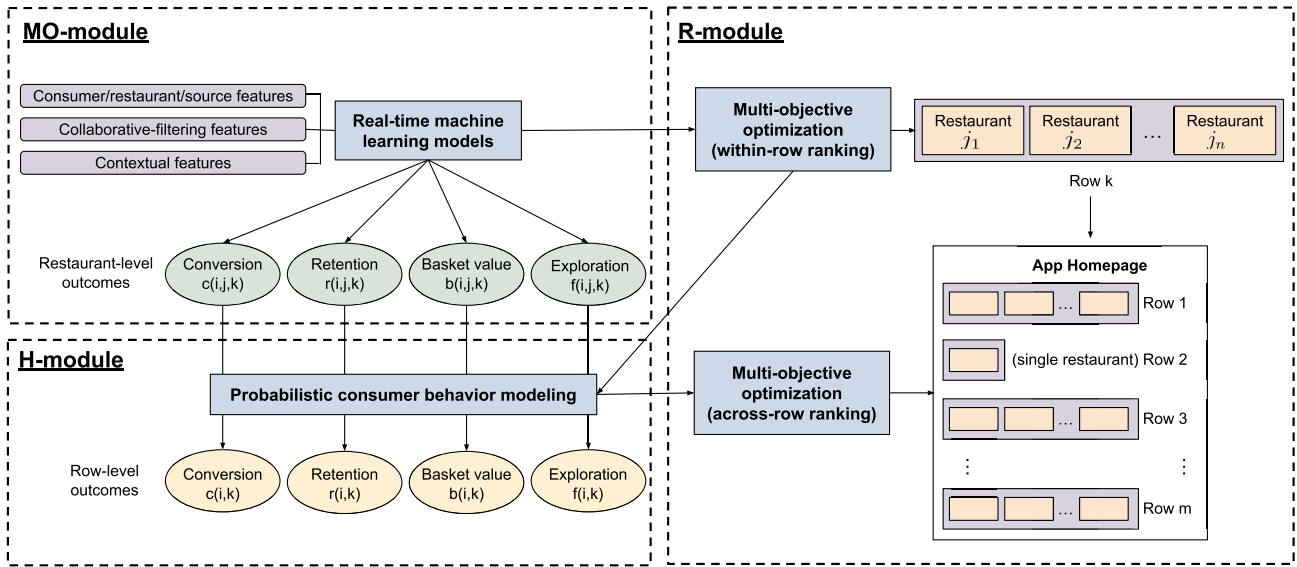 MO-module
Consumer/restaurant/source features
Collaborative-filtering features
Contextual features
Real-time machine
learning models
Restaurant-level
outcomes
Conversion
c(i,j,k)
Retention
r(i,j,k)
Basket value
b(i,j,k)
Exploration
f(i,j,k)
H-module
Probabilistic consumer behavior modeling
Row-level
outcomes
Conversion
c(i,k)
Retention
r(i,k)
Basket value
b(i,k)
Exploration
f(i,k)
R-module
Multi-objective
optimization
(within-row ranking)
Restaurant
j₁
Restaurant
j₂
...
Restaurant
jₙ
Row k
Multi-objective
optimization
(across-row ranking)
App Homepage
... Row 1
(single restaurant) Row 2
... Row 3
⋮ ⋮
... Row m